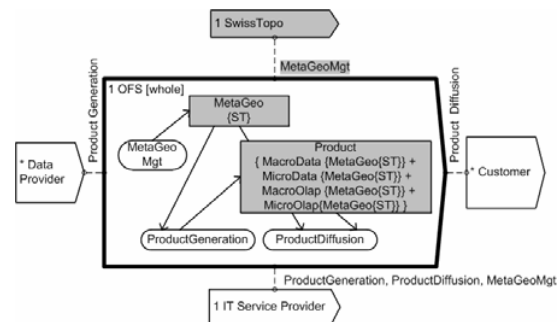 1 SwissTopo
MetaGeoMgt
Product Generation
Product Diffusion
1 OFS [whole]
MetaGeo
{ST}
MetaGeo
Mgt
Product
{ MacroData {MetaGeo{ST}} +
MicroData {MetaGeo{ST}} +
MacroOlap {MetaGeo{ST}} +
MicroOlap{MetaGeo{ST}} }
* Data
Provider
* Customer
ProductGeneration
ProductDiffusion
ProductGeneration, ProductDiffusion, MetaGeoMgt
1 IT Service Provider